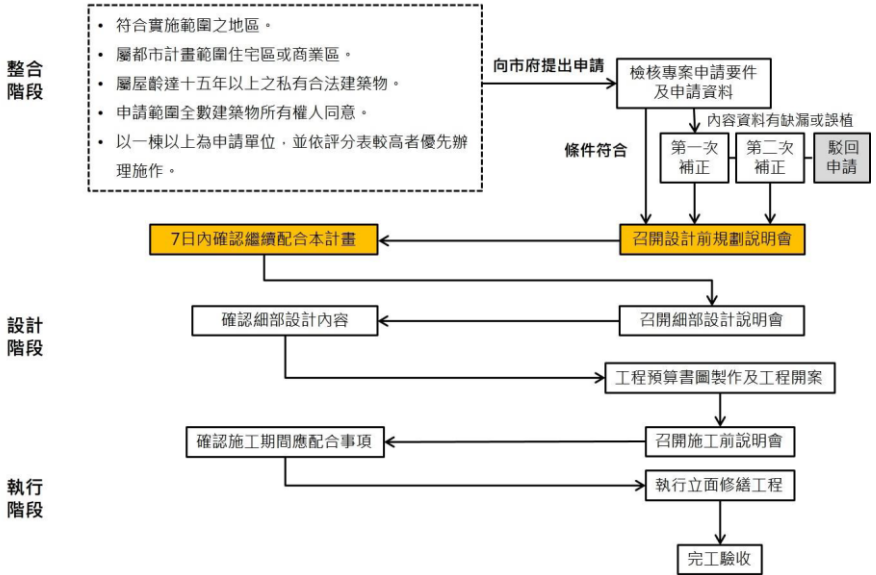 整合
階段
• 符合實施範圍之地區。
• 屬都市計畫範圍住宅區或商業區。
• 屬屋齡達十五年以上之私有合法建築物。
• 申請範圍全數建築物所有權人同意。
• 以一棟以上為申請單位，並依評分表較高者優先辦
理施作。
向市府提出申請
檢核專案申請要件
及申請資料
內容資料有缺漏或誤植
條件符合
第一次
補正
第二次
補正
駁回
申請
7日內確認繼續配合本計畫
召開設計前規劃說明會
設計
階段
確認細部設計內容
召開細部設計說明會
工程預算書圖製作及工程開案
確認施工期間應配合事項
召開施工前說明會
執行
階段
執行立面修繕工程
完工驗收